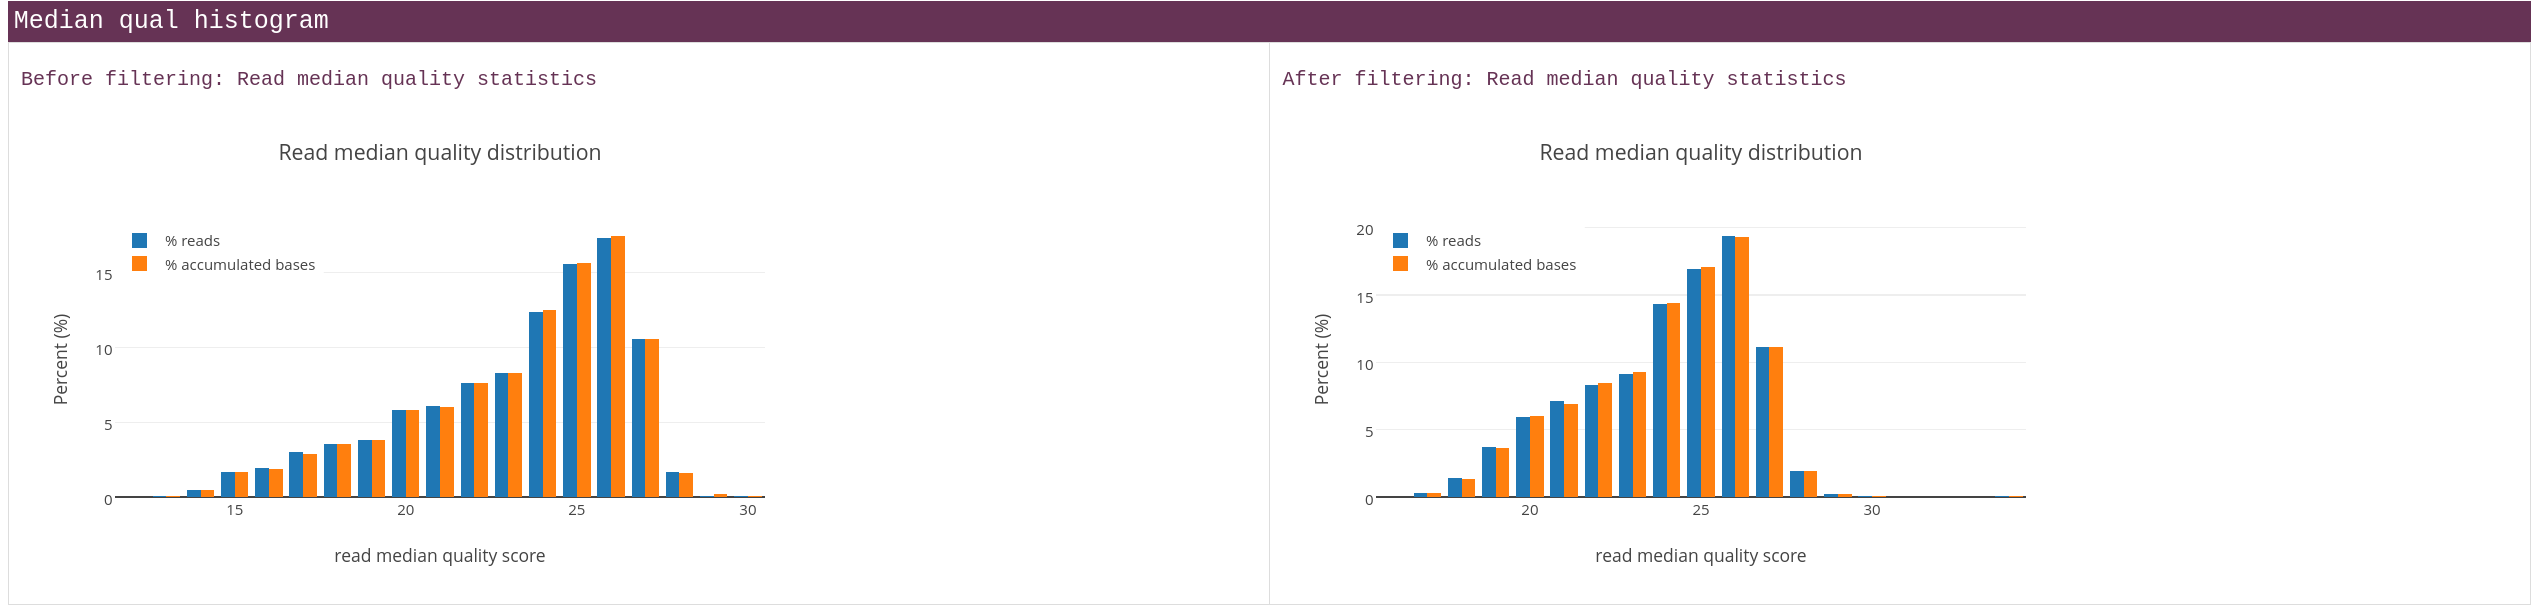 Median qual histogram
Before filtering: Read median quality statistics
Read median quality distribution
% reads
% accumulated bases
15
10
5
0
Percent (%)
15 20 25 30
read median quality score
After filtering: Read median quality statistics
Read median quality distribution
20
% reads
% accumulated bases
15
10
5
0
Percent (%)
20 25 30
read median quality score